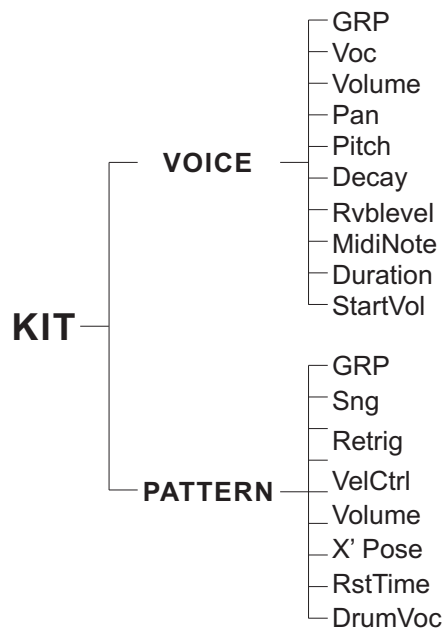 KIT
VOICE
GRP
Voc
Volume
Pan
Pitch
Decay
Rvblevel
MidiNote
Duration
StartVol
PATTERN
GRP
Sng
Retrig
VelCtrl
Volume
X’ Pose
RstTime
DrumVoc